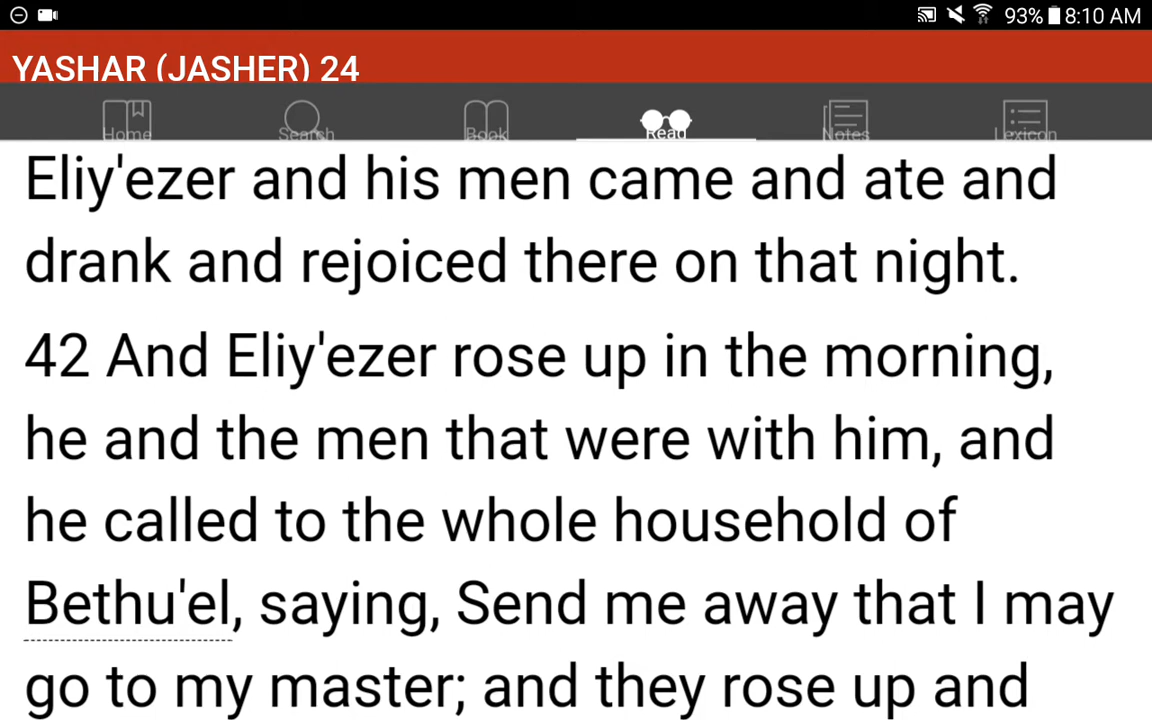 93% 8:10 AM
YASHAR (JASHER) 24
Home Search Book Read Notes Lexicon
Eliy'ezer and his men came and ate and
drank and rejoiced there on that night.
42 And Eliy'ezer rose up in the morning,
he and the men that were with him, and
he called to the whole household of
Bethu'el, saying, Send me away that I may
go to my master; and they rose up and